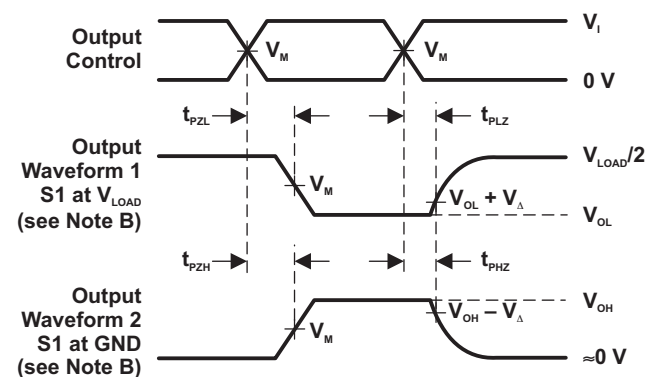 Output
Control
V_M
V_M
V_I
0 V
t_PZL
t_PLZ
Output
Waveform 1
S1 at V_LOAD
(see Note B)
V_M
V_OL + V_Δ
V_LOAD/2
V_OL
t_PZH
t_PHZ
Output
Waveform 2
S1 at GND
(see Note B)
V_M
V_OH – V_Δ
V_OH
≈0 V